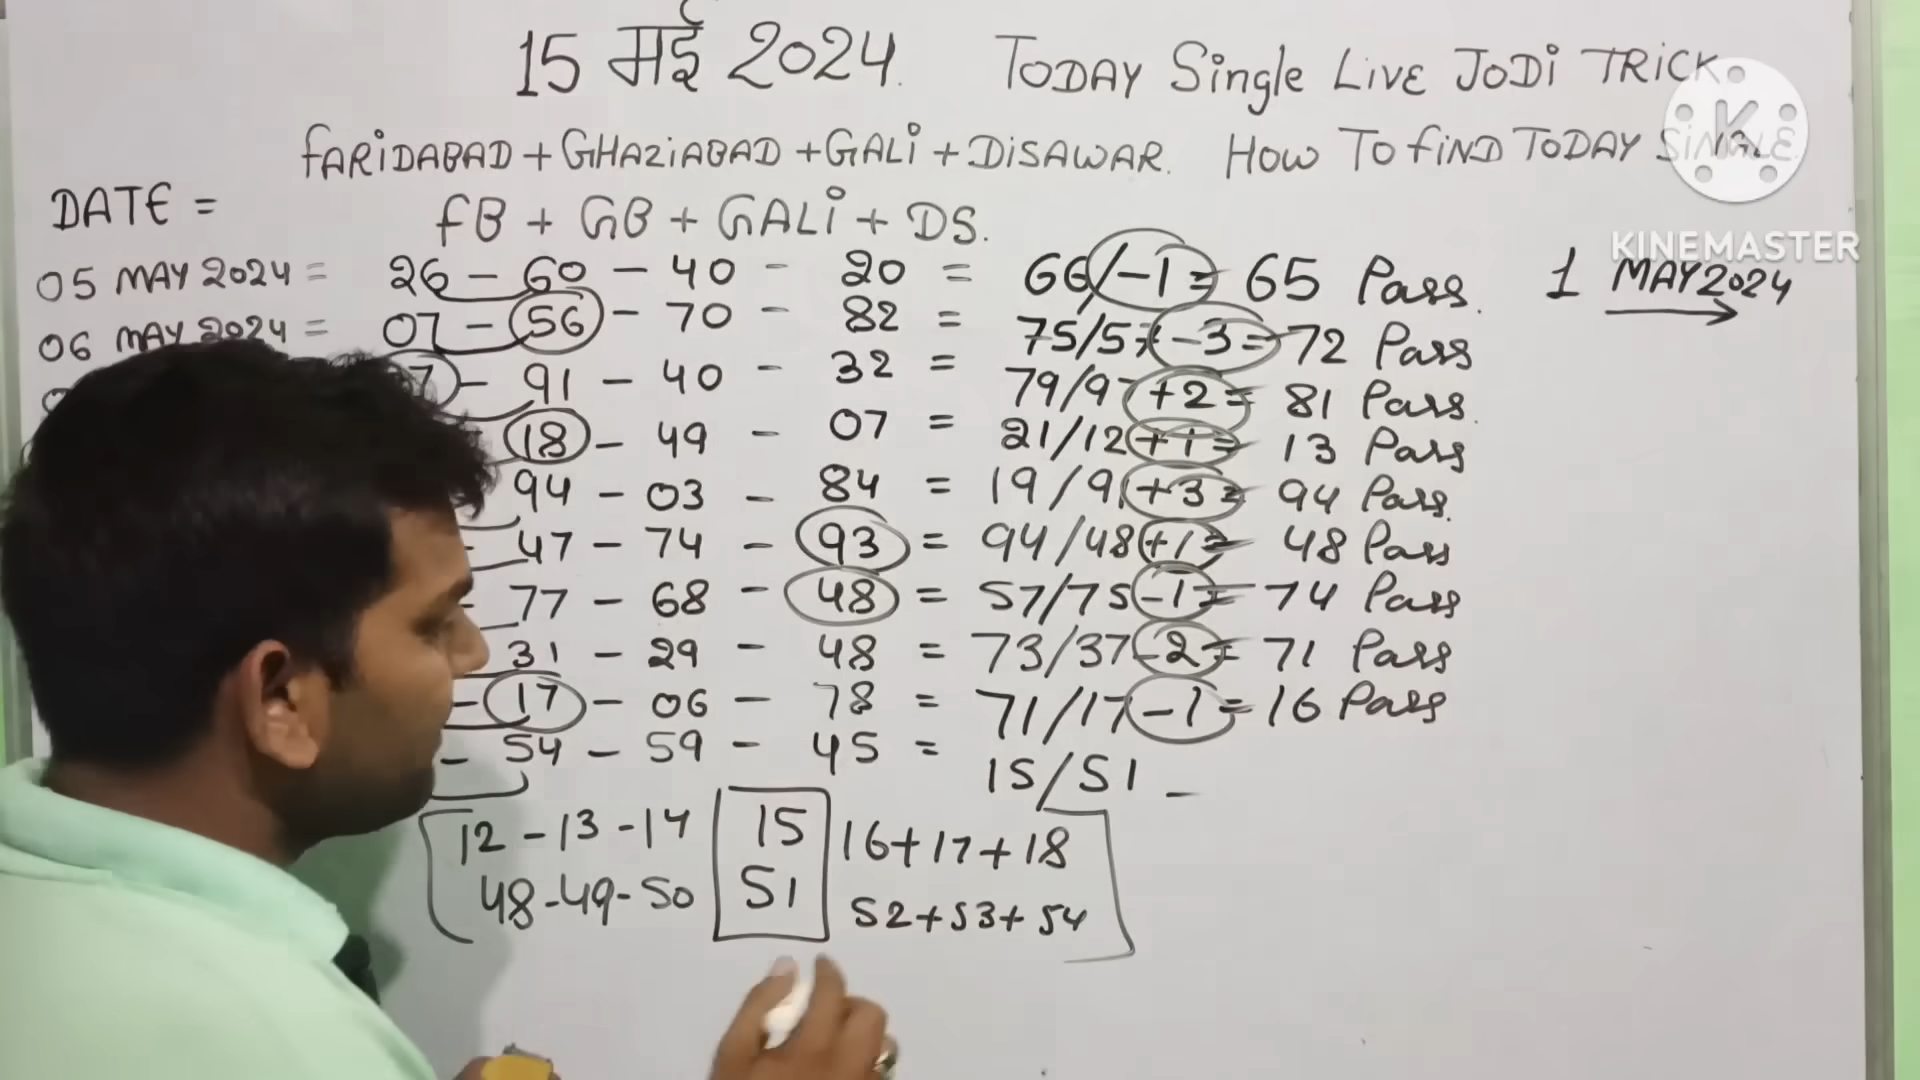 15 मई 2024. TODAY Single LIVE JODi TRiCK
FARiDABAD + GHAZiABAD + GALi + DiSAWAR. HOW TO FiND TODAY SiNGLE.
DATE = FB + GB + GALi + DS.
05 MAY 2024 = 26 - 60 - 40 - 20 = 66/-1 = 65 Pass. 1 MAY 2024
06 MAY 2024 = 07 - 56 - 70 - 82 = 75/57 -3 = 72 Pass
- 91 - 40 - 32 = 79/97 +2 = 81 Pass.
18 - 49 - 07 = 21/12 +1 = 13 Pass
94 - 03 - 84 = 19/91 +3 = 94 Pass.
- 47 - 74 - 93 = 94/48 +1 = 48 Pass
- 77 - 68 - 48 = 57/75 -1 = 74 Pass
31 - 29 - 48 = 73/37 -2 = 71 Pass
- 17 - 06 - 78 = 71/17 -1 = 16 Pass
- 54 - 59 - 45 = 15/51 -
12 - 13 - 14 15 16 + 17 + 18
48 - 49 - 50 51 52 + 53 + 54
K
KINEMASTER